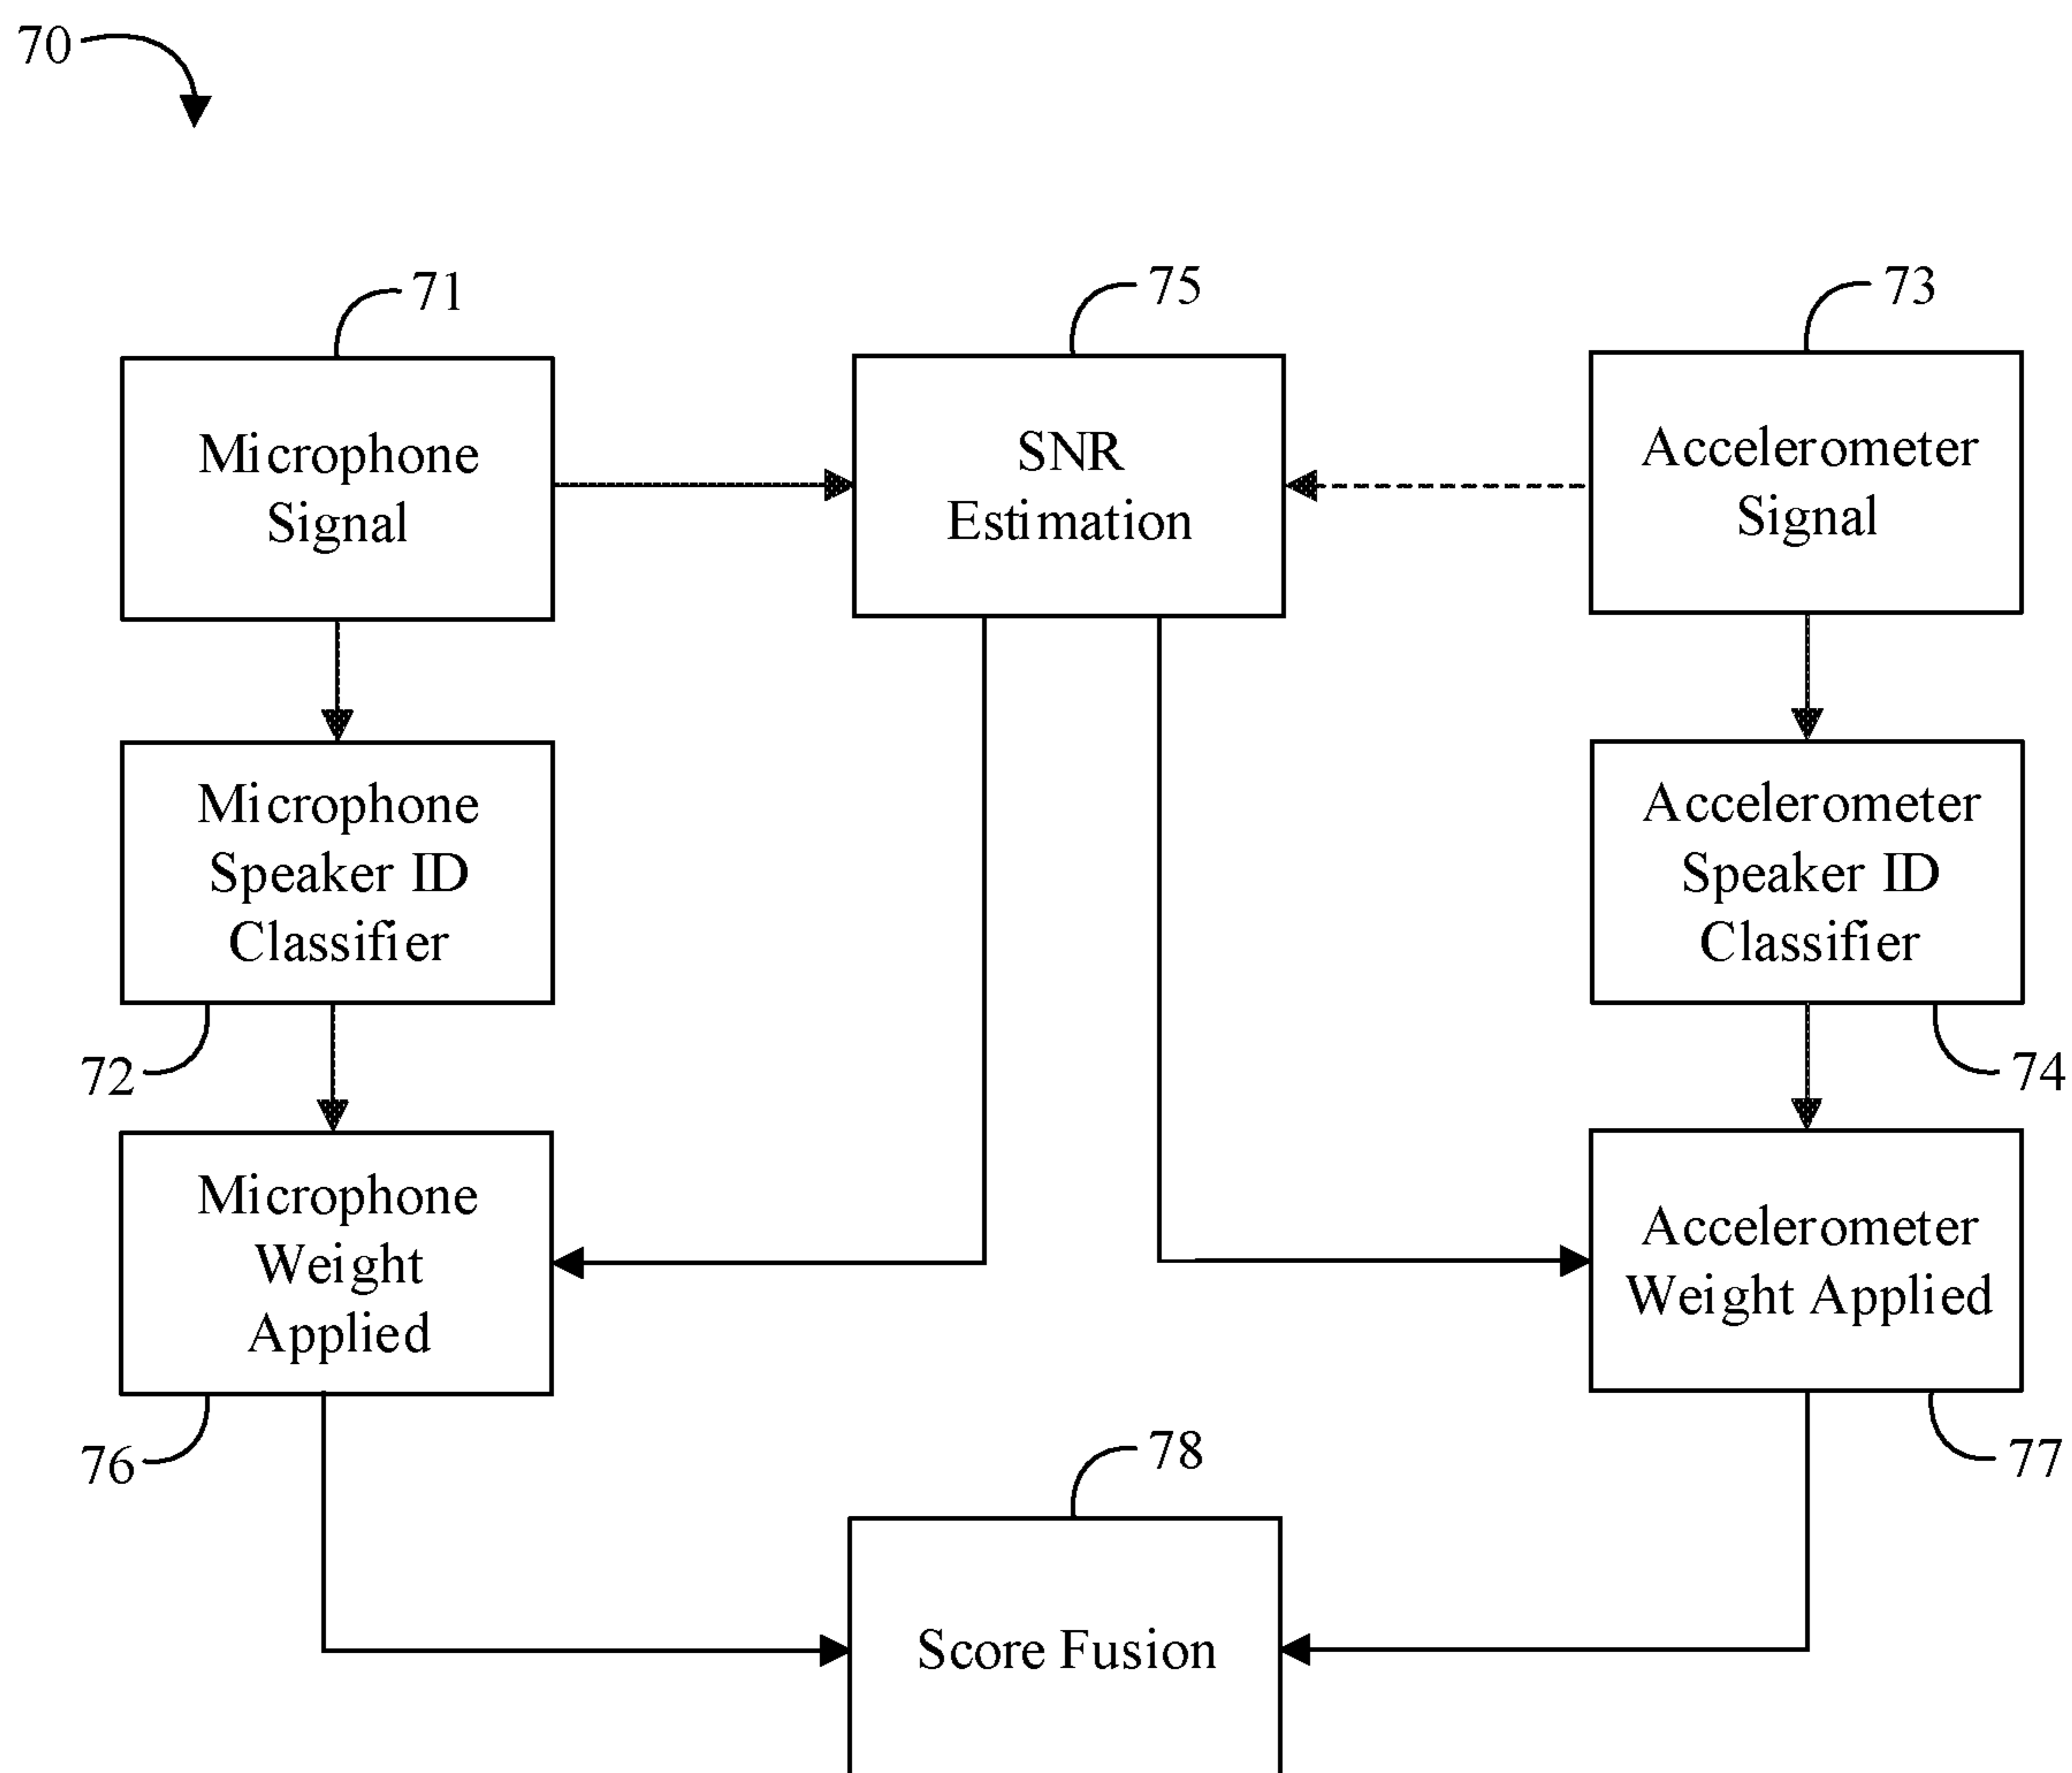 70
71
75
73
Microphone
Signal
SNR
Estimation
Accelerometer
Signal
Microphone
Speaker ID
Classifier
Accelerometer
Speaker ID
Classifier
72
74
Microphone
Weight
Applied
Accelerometer
Weight Applied
76
78
77
Score Fusion